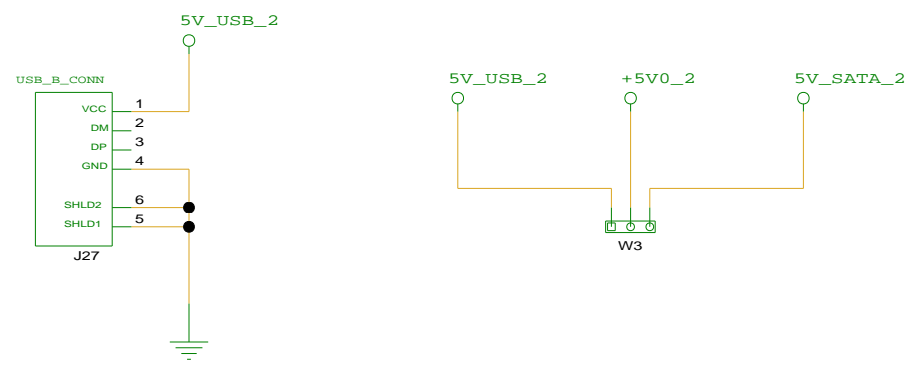 5V_USB_2
USB_B_CONN
VCC 1
DM 2
DP 3
GND 4
SHLD2 6
SHLD1 5
J27
5V_USB_2
+5V0_2
5V_SATA_2
W3